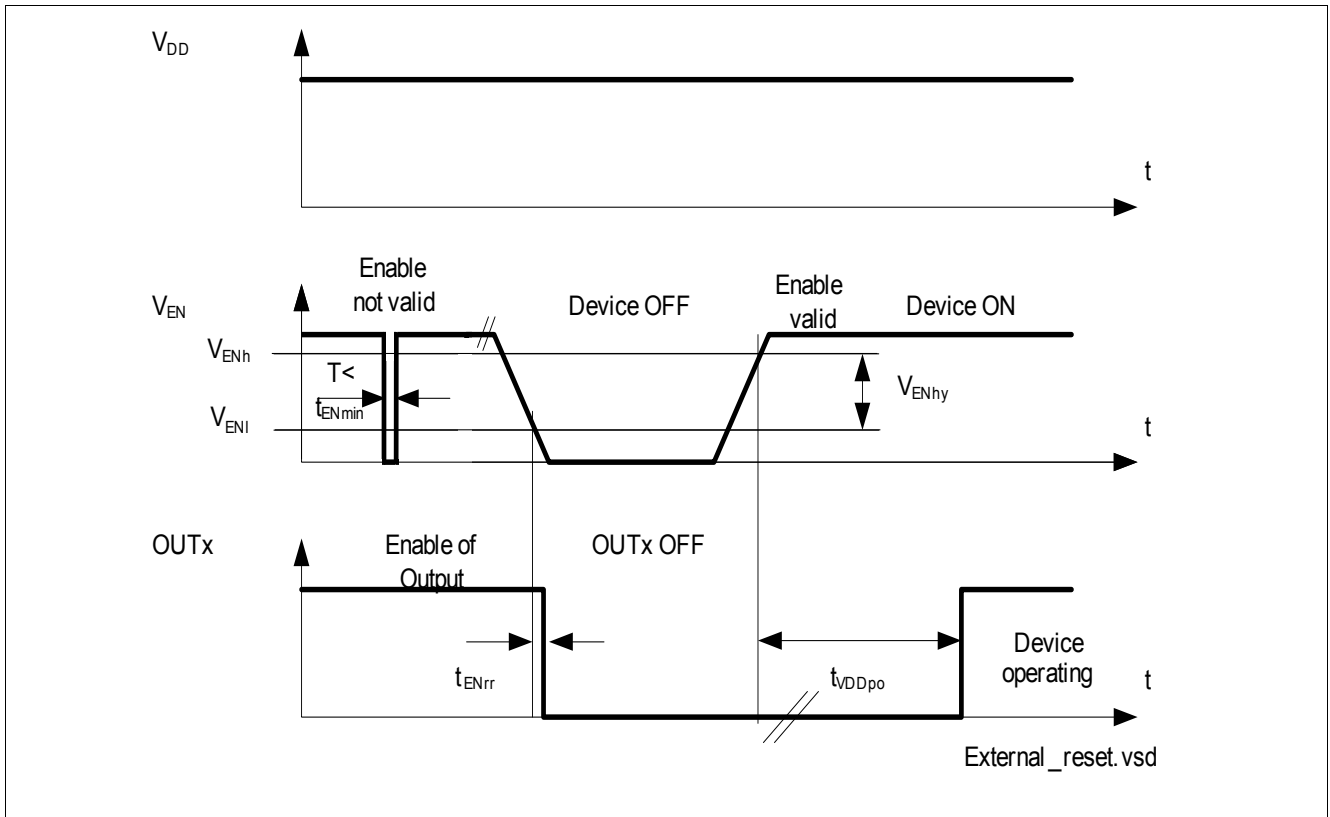 VDD
t
Enable
not valid
VEN
Device OFF
Enable
valid
Device ON
VENh
T<
tENmin
VENhy
VENl
t
OUTx
Enable of
Output
OUTx OFF
tENrr
tVDDpo
Device
operating
t
External_reset.vsd